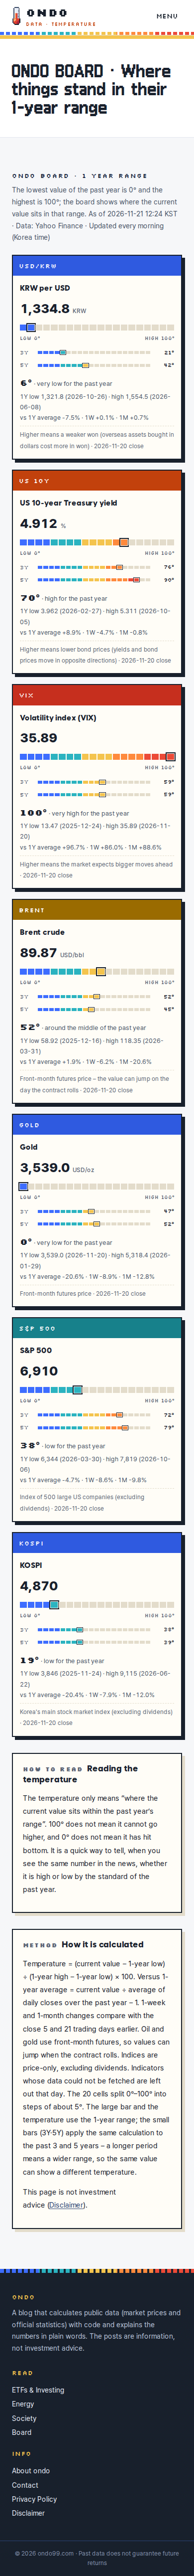 ONDO
DATA · TEMPERATURE
MENU
ONDO BOARD · Where
things stand in their
1-year range
ONDO BOARD · 1 YEAR RANGE
The lowest value of the past year is 0° and the
highest is 100°; the board shows where the current
value sits in that range. As of 2026-11-21 12:24 KST
· Data: Yahoo Finance · Updated every morning
(Korea time)
USD/KRW
KRW per USD
1,334.8 KRW
LOW 0° HIGH 100°
3Y 21°
5Y 42°
6° · very low for the past year
1Y low 1,321.8 (2026-10-26) · high 1,554.5 (2026-
06-08)
vs 1Y average -7.5% · 1W +0.1% · 1M +0.7%
Higher means a weaker won (overseas assets bought in
dollars cost more in won) · 2026-11-20 close
US 10Y
US 10-year Treasury yield
4.912 %
LOW 0° HIGH 100°
3Y 76°
5Y 90°
70° · high for the past year
1Y low 3.962 (2026-02-27) · high 5.311 (2026-10-
05)
vs 1Y average +8.9% · 1W -4.7% · 1M -0.8%
Higher means lower bond prices (yields and bond
prices move in opposite directions) · 2026-11-20 close
VIX
Volatility index (VIX)
35.89
LOW 0° HIGH 100°
3Y 59°
5Y 59°
100° · very high for the past year
1Y low 13.47 (2025-12-24) · high 35.89 (2026-11-
20)
vs 1Y average +96.7% · 1W +86.0% · 1M +88.6%
Higher means the market expects bigger moves ahead
· 2026-11-20 close
BRENT
Brent crude
89.87 USD/bbl
LOW 0° HIGH 100°
3Y 52°
5Y 45°
52° · around the middle of the past year
1Y low 58.92 (2025-12-16) · high 118.35 (2026-
03-31)
vs 1Y average +1.9% · 1W -6.2% · 1M -20.6%
Front-month futures price – the value can jump on the
day the contract rolls · 2026-11-20 close
GOLD
Gold
3,539.0 USD/oz
LOW 0° HIGH 100°
3Y 47°
5Y 52°
0° · very low for the past year
1Y low 3,539.0 (2026-11-20) · high 5,318.4 (2026-
01-29)
vs 1Y average -20.6% · 1W -8.9% · 1M -12.8%
Front-month futures price · 2026-11-20 close
S&P 500
S&P 500
6,910
LOW 0° HIGH 100°
3Y 72°
5Y 79°
38° · low for the past year
1Y low 6,344 (2026-03-30) · high 7,819 (2026-10-
06)
vs 1Y average -4.7% · 1W -8.6% · 1M -9.8%
Index of 500 large US companies (excluding
dividends) · 2026-11-20 close
KOSPI
KOSPI
4,870
LOW 0° HIGH 100°
3Y 38°
5Y 39°
19° · low for the past year
1Y low 3,846 (2025-11-24) · high 9,115 (2026-06-
22)
vs 1Y average -20.4% · 1W -7.9% · 1M -12.0%
Korea's main stock market index (excluding dividends)
· 2026-11-20 close
HOW TO READ Reading the
temperature
The temperature only means "where the
current value sits within the past year's
range". 100° does not mean it cannot go
higher, and 0° does not mean it has hit
bottom. It is a quick way to tell, when you
see the same number in the news, whether
it is high or low by the standard of the
past year.
METHOD How it is calculated
Temperature = (current value − 1-year low)
÷ (1-year high − 1-year low) × 100. Versus 1-
year average = current value ÷ average of
daily closes over the past year − 1. 1-week
and 1-month changes compare with the
close 5 and 21 trading days earlier. Oil and
gold use front-month futures, so values can
jump when the contract rolls. Indices are
price-only, excluding dividends. Indicators
whose data could not be fetched are left
out that day. The 20 cells split 0°–100° into
steps of about 5°. The large bar and the
temperature use the 1-year range; the small
bars (3Y·5Y) apply the same calculation to
the past 3 and 5 years – a longer period
means a wider range, so the same value
can show a different temperature.
This page is not investment
advice (Disclaimer).
ONDO
A blog that calculates public data (market prices and
official statistics) with code and explains the
numbers in plain words. The posts are information,
not investment advice.
READ
ETFs & Investing
Energy
Society
Board
INFO
About ondo
Contact
Privacy Policy
Disclaimer
© 2026 ondo99.com · Past data does not guarantee future
returns